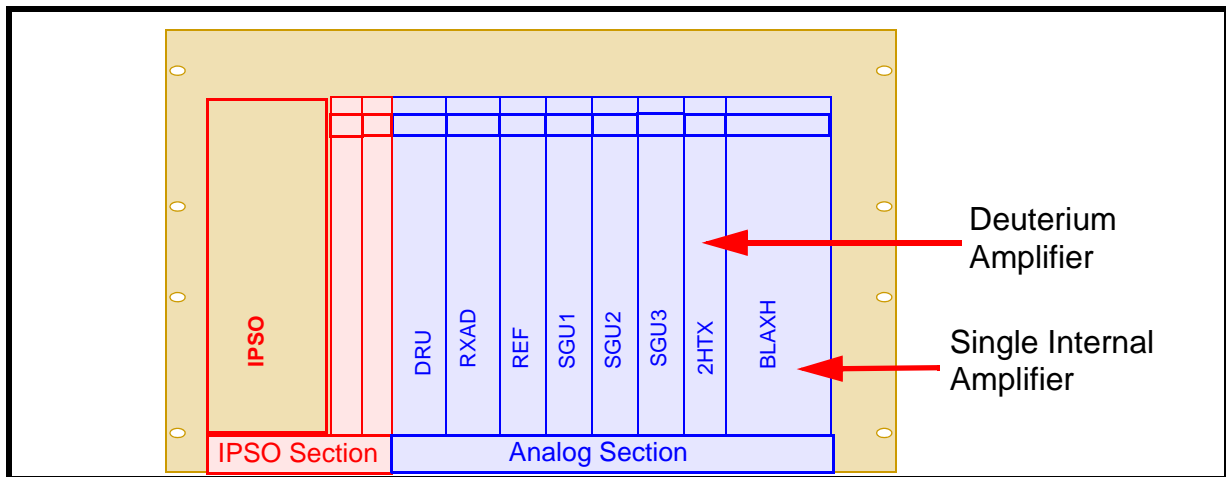 Deuterium
Amplifier
IPSO
DRU
RXAD
REF
SGU1
SGU2
SGU3
2HTX
BLAXH
Single Internal
Amplifier
IPSO Section
Analog Section